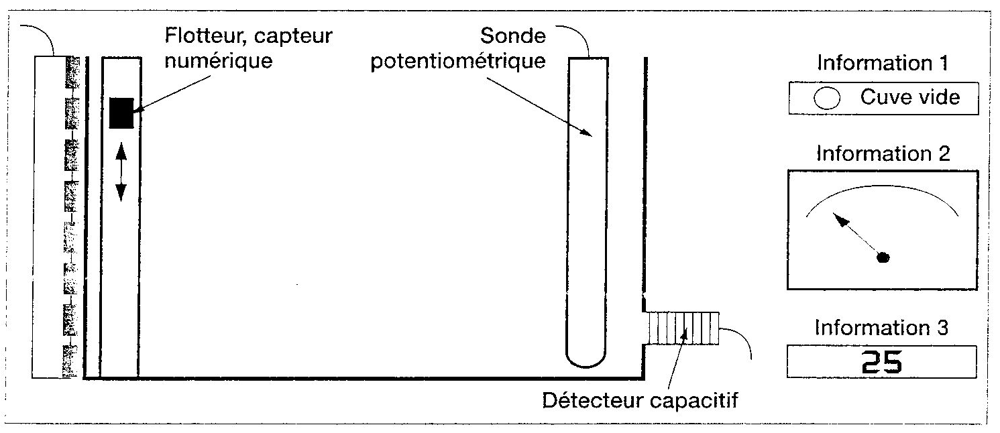 Flotteur, capteur
numérique
Sonde
potentiométrique
Détecteur capacitif
Information 1
Cuve vide
Information 2
Information 3
25